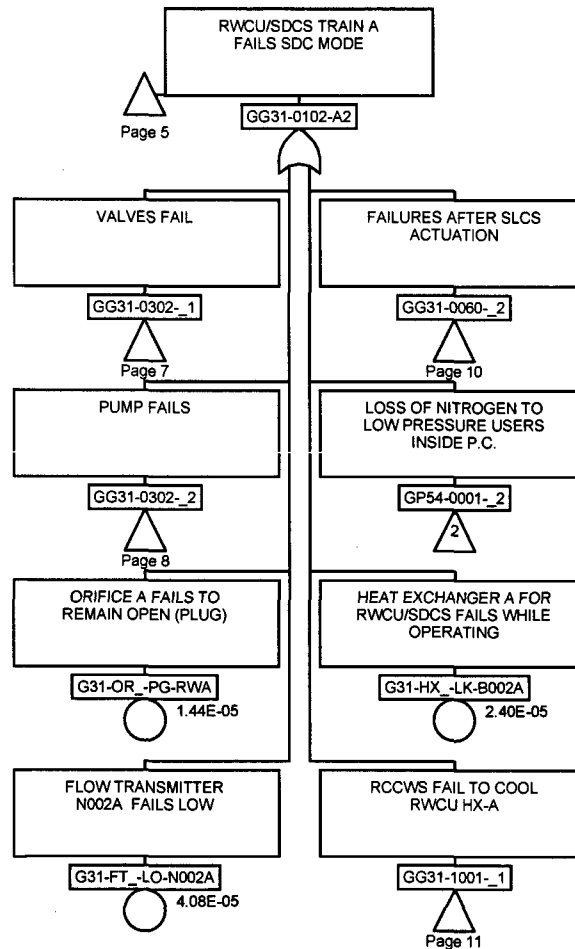 RWCU/SDCS TRAIN A
FAILS SDC MODE
Page 5
GG31-0102-A2
VALVES FAIL
GG31-0302-_1
Page 7
FAILURES AFTER SLCS
ACTUATION
GG31-0060-_2
Page 10
PUMP FAILS
GG31-0302-_2
Page 8
LOSS OF NITROGEN TO
LOW PRESSURE USERS
INSIDE P.C.
GP54-0001-_2
2
ORIFICE A FAILS TO
REMAIN OPEN (PLUG)
G31-OR_-PG-RWA
1.44E-05
HEAT EXCHANGER A FOR
RWCU/SDCS FAILS WHILE
OPERATING
G31-HX_-LK-B002A
2.40E-05
FLOW TRANSMITTER
N002A FAILS LOW
G31-FT_-LO-N002A
4.08E-05
RCCWS FAIL TO COOL
RWCU HX-A
GG31-1001-_1
Page 11